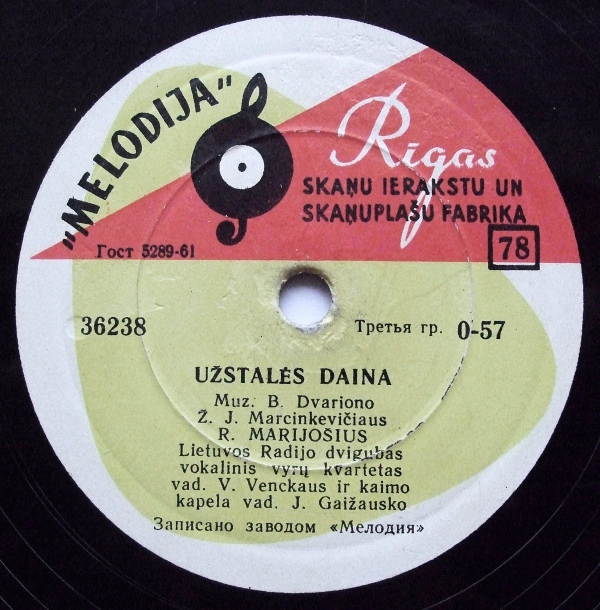 "MELODIJA"
Rīgas
SKAŅU IERAKSTU UN
SKAŅUPLAŠU FABRIKA
78
Гост 5289-61
36238
Третья гр. 0-57
UŽSTALĖS DAINA
Muz. B. Dvariono
Ž. J. Marcinkevičiaus
R. MARIJOŠIUS
Lietuvos Radijo dvigubas
vokalinis vyrų kvartetas
vad. V. Venckaus ir kaimo
kapela vad. J. Gaižausko
Записано заводом «Мелодия»